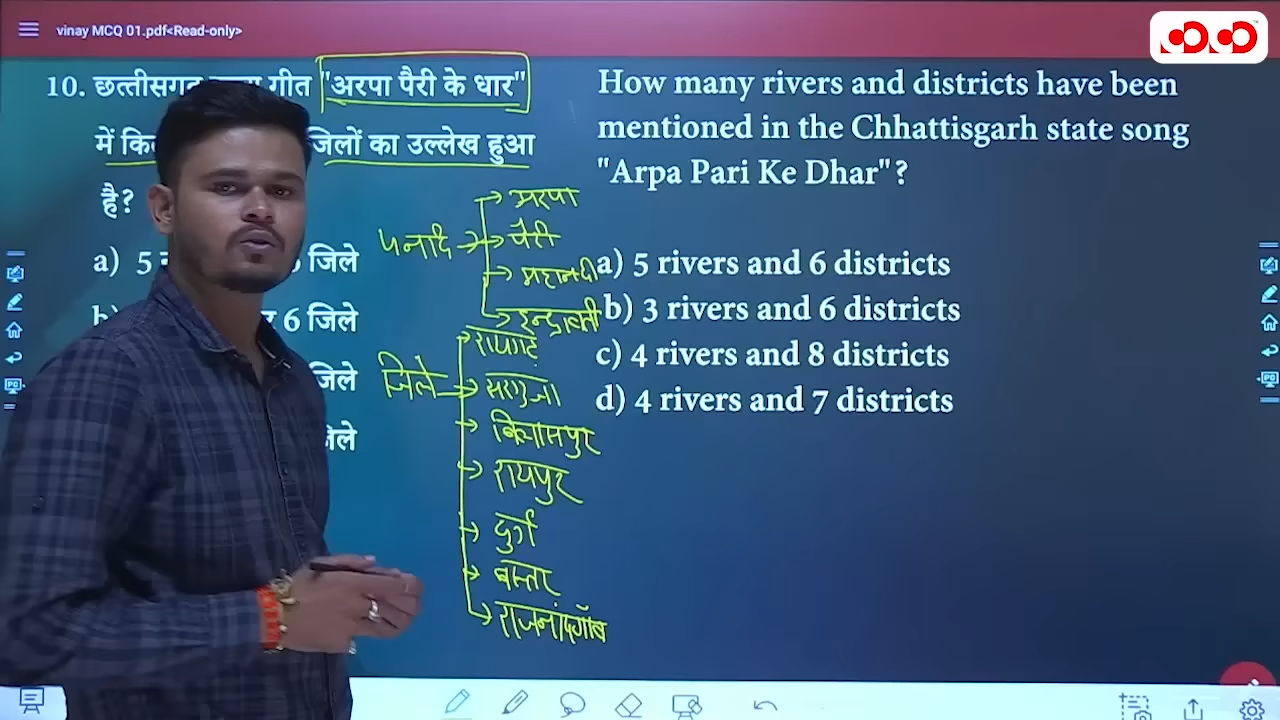 vinay MCQ 01.pdf<Read-only>
10. छत्तीसगढ़ गीत "अरपा पैरी के धार"
में जिलों का उल्लेख हुआ
है?
a) 5 जिले
b) 6 जिले
जिले
जिले
How many rivers and districts have been
mentioned in the Chhattisgarh state song
"Arpa Pari Ke Dhar"?
a) 5 rivers and 6 districts
b) 3 rivers and 6 districts
c) 4 rivers and 8 districts
d) 4 rivers and 7 districts
अरपा
पैरी
महानदी
इन्द्रावती
जिले
रायगढ़
सरगुजा
बिलासपुर
रायपुर
दुर्ग
बस्तर
राजनांदगाँव